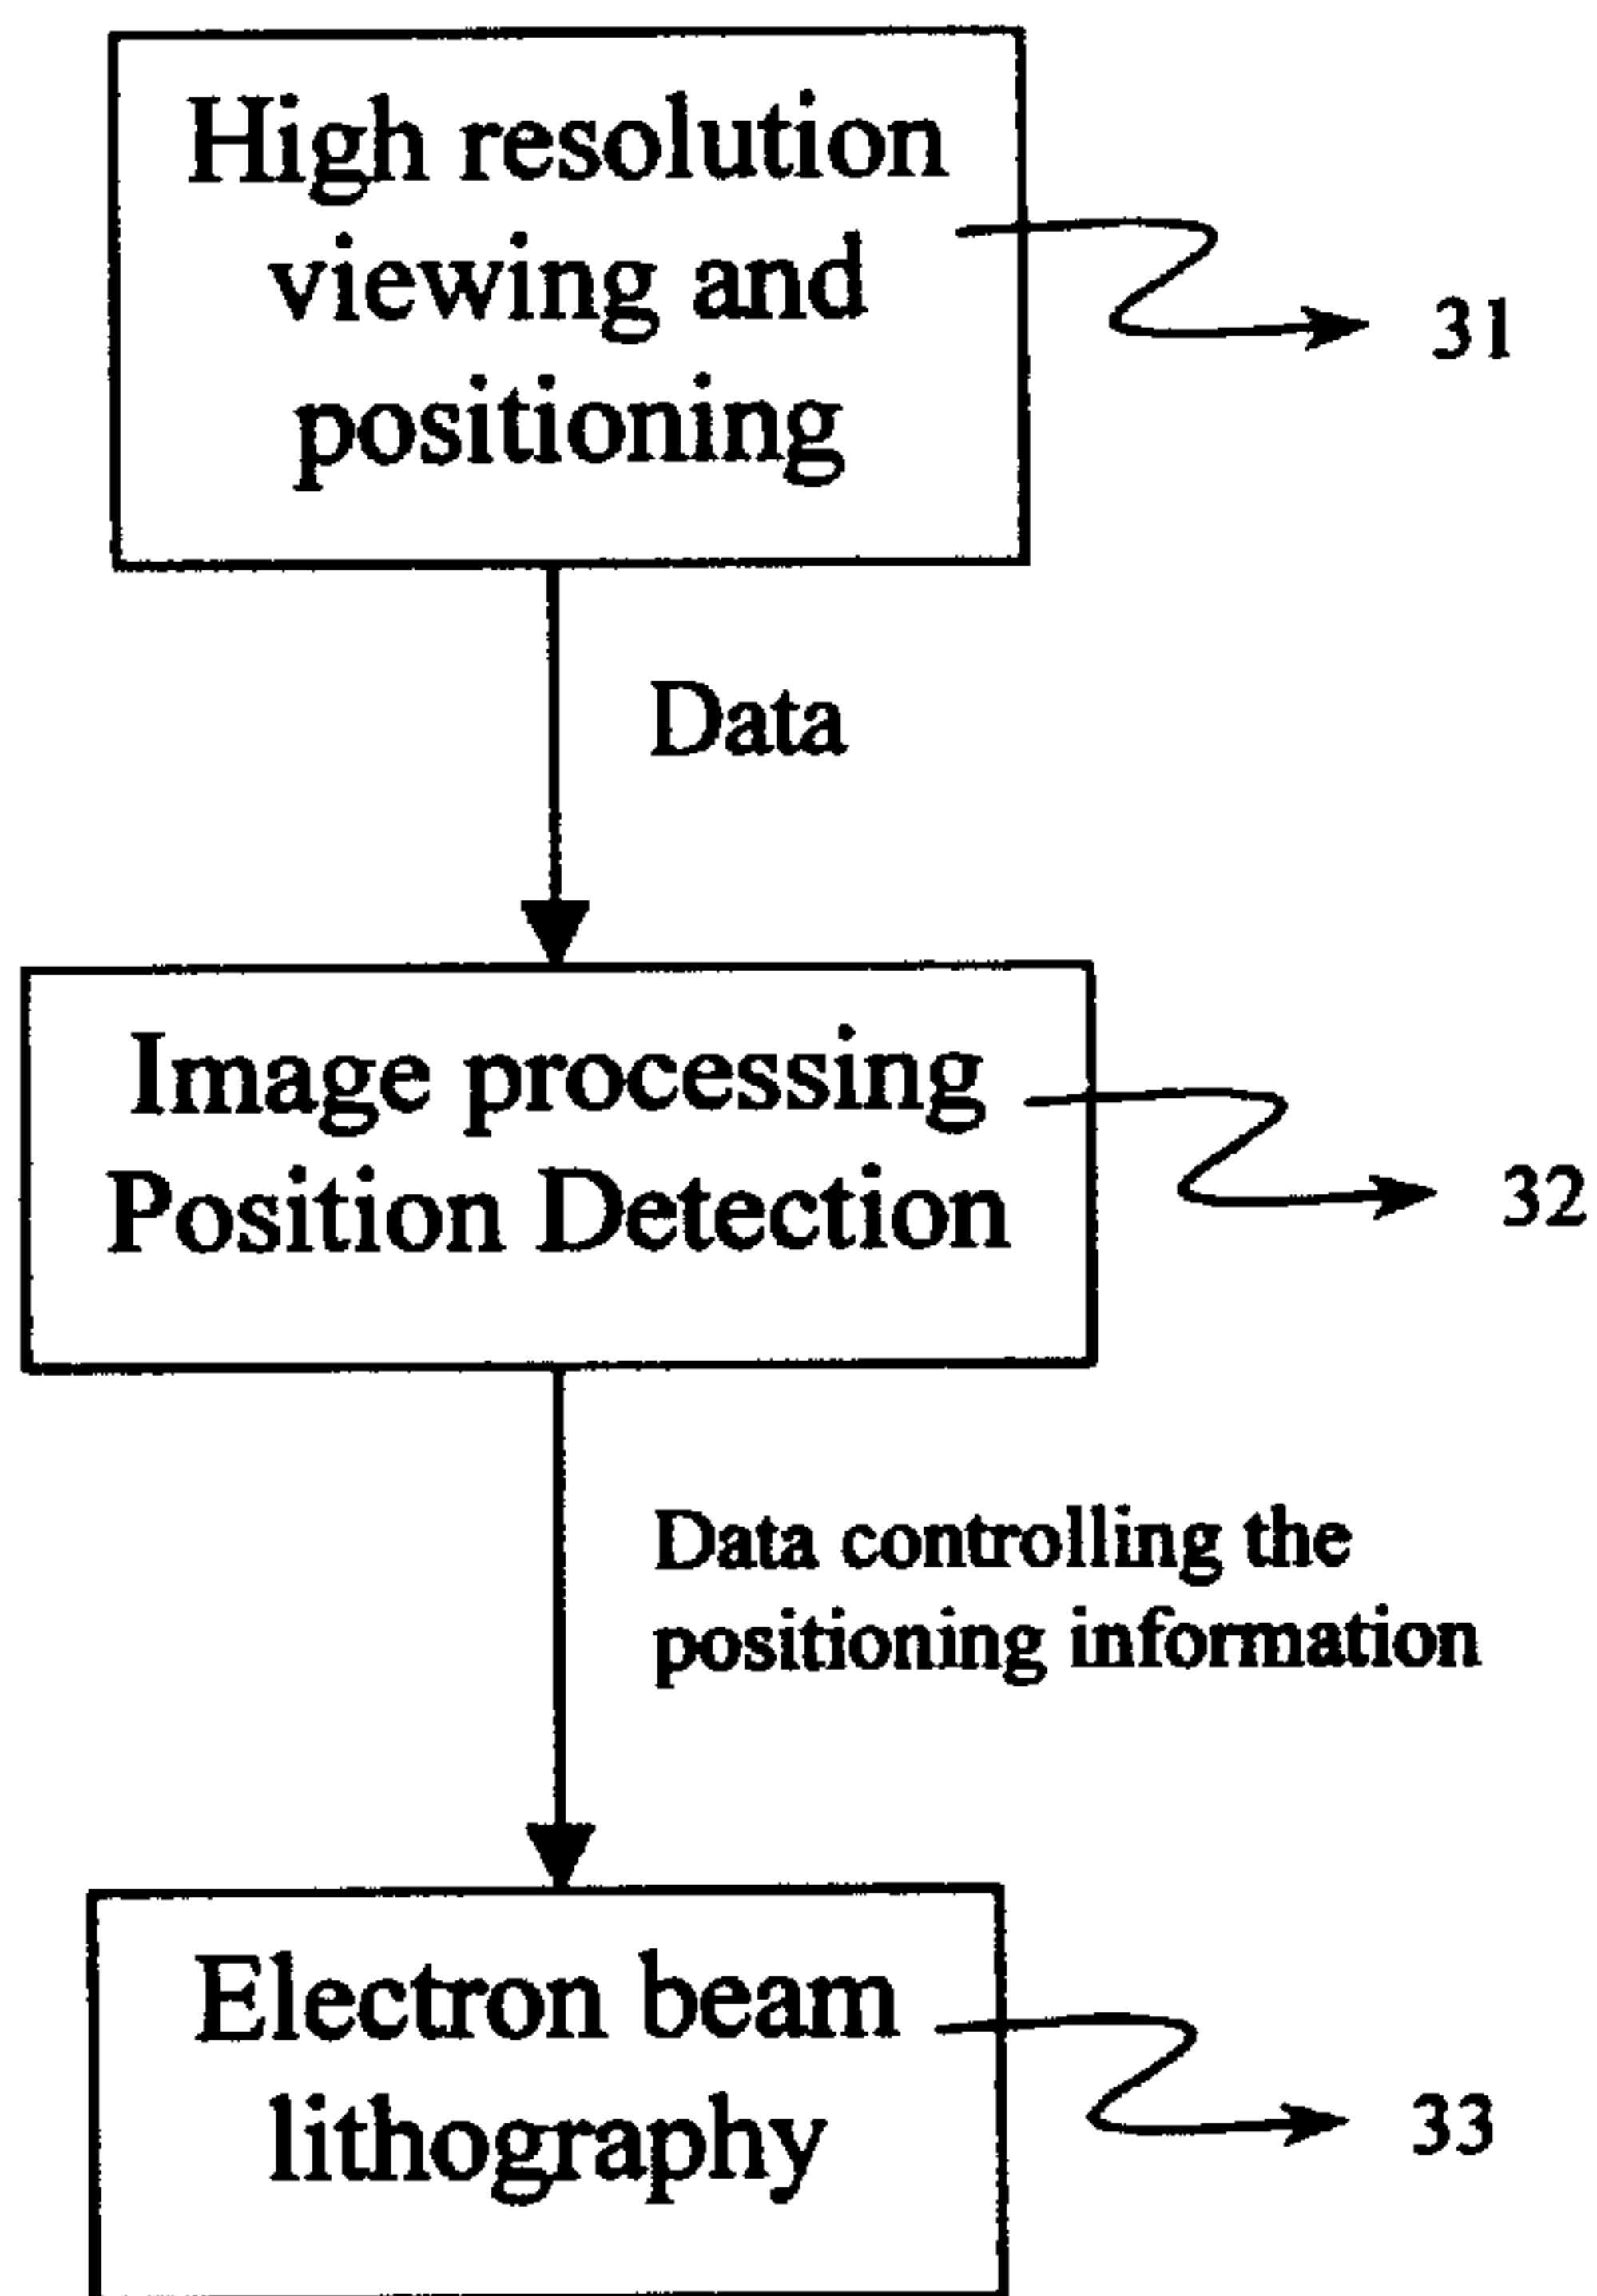 High resolution
viewing and
positioning
31
Data
Image processing
Position Detection
32
Data controlling the
positioning information
Electron beam
lithography
33